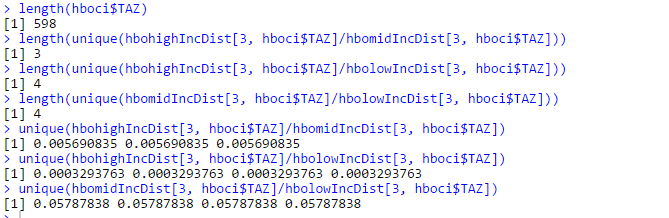 > length(hboci$TAZ)
[1] 598
> length(unique(hbohighIncDist[3, hboci$TAZ]/hbomidIncDist[3, hboci$TAZ]))
[1] 3
> length(unique(hbohighIncDist[3, hboci$TAZ]/hbolowIncDist[3, hboci$TAZ]))
[1] 4
> length(unique(hbomidIncDist[3, hboci$TAZ]/hbolowIncDist[3, hboci$TAZ]))
[1] 4
> unique(hbohighIncDist[3, hboci$TAZ]/hbomidIncDist[3, hboci$TAZ])
[1] 0.005690835 0.005690835 0.005690835
> unique(hbohighIncDist[3, hboci$TAZ]/hbolowIncDist[3, hboci$TAZ])
[1] 0.0003293763 0.0003293763 0.0003293763 0.0003293763
> unique(hbomidIncDist[3, hboci$TAZ]/hbolowIncDist[3, hboci$TAZ])
[1] 0.05787838 0.05787838 0.05787838 0.05787838
>